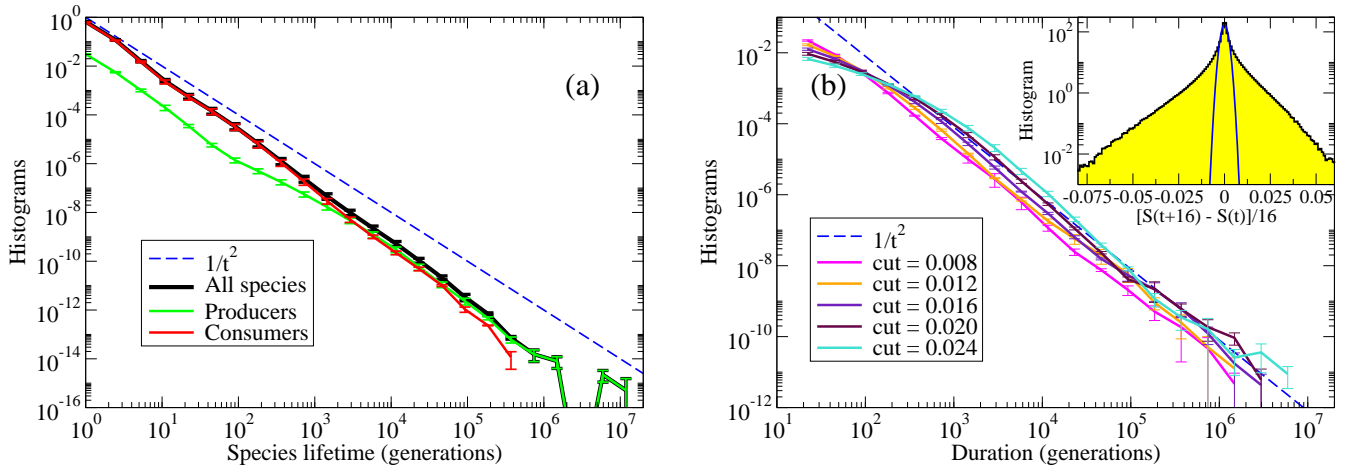 10^0
10^-2
10^-4
10^-6
10^-8
10^-10
10^-12
10^-14
10^-16
Histograms
(a)
1/t^2
All species
Producers
Consumers
10^0 10^1 10^2 10^3 10^4 10^5 10^6 10^7
Species lifetime (generations)
10^-2
10^-4
10^-6
10^-8
10^-10
10^-12
Histograms
(b)
1/t^2
cut = 0.008
cut = 0.012
cut = 0.016
cut = 0.020
cut = 0.024
10^1 10^2 10^3 10^4 10^5 10^6 10^7
Duration (generations)
10^2
10^0
10^-2
Histogram
-0.075 -0.05 -0.025 0 0.025 0.05
[S(t+16) - S(t)]/16